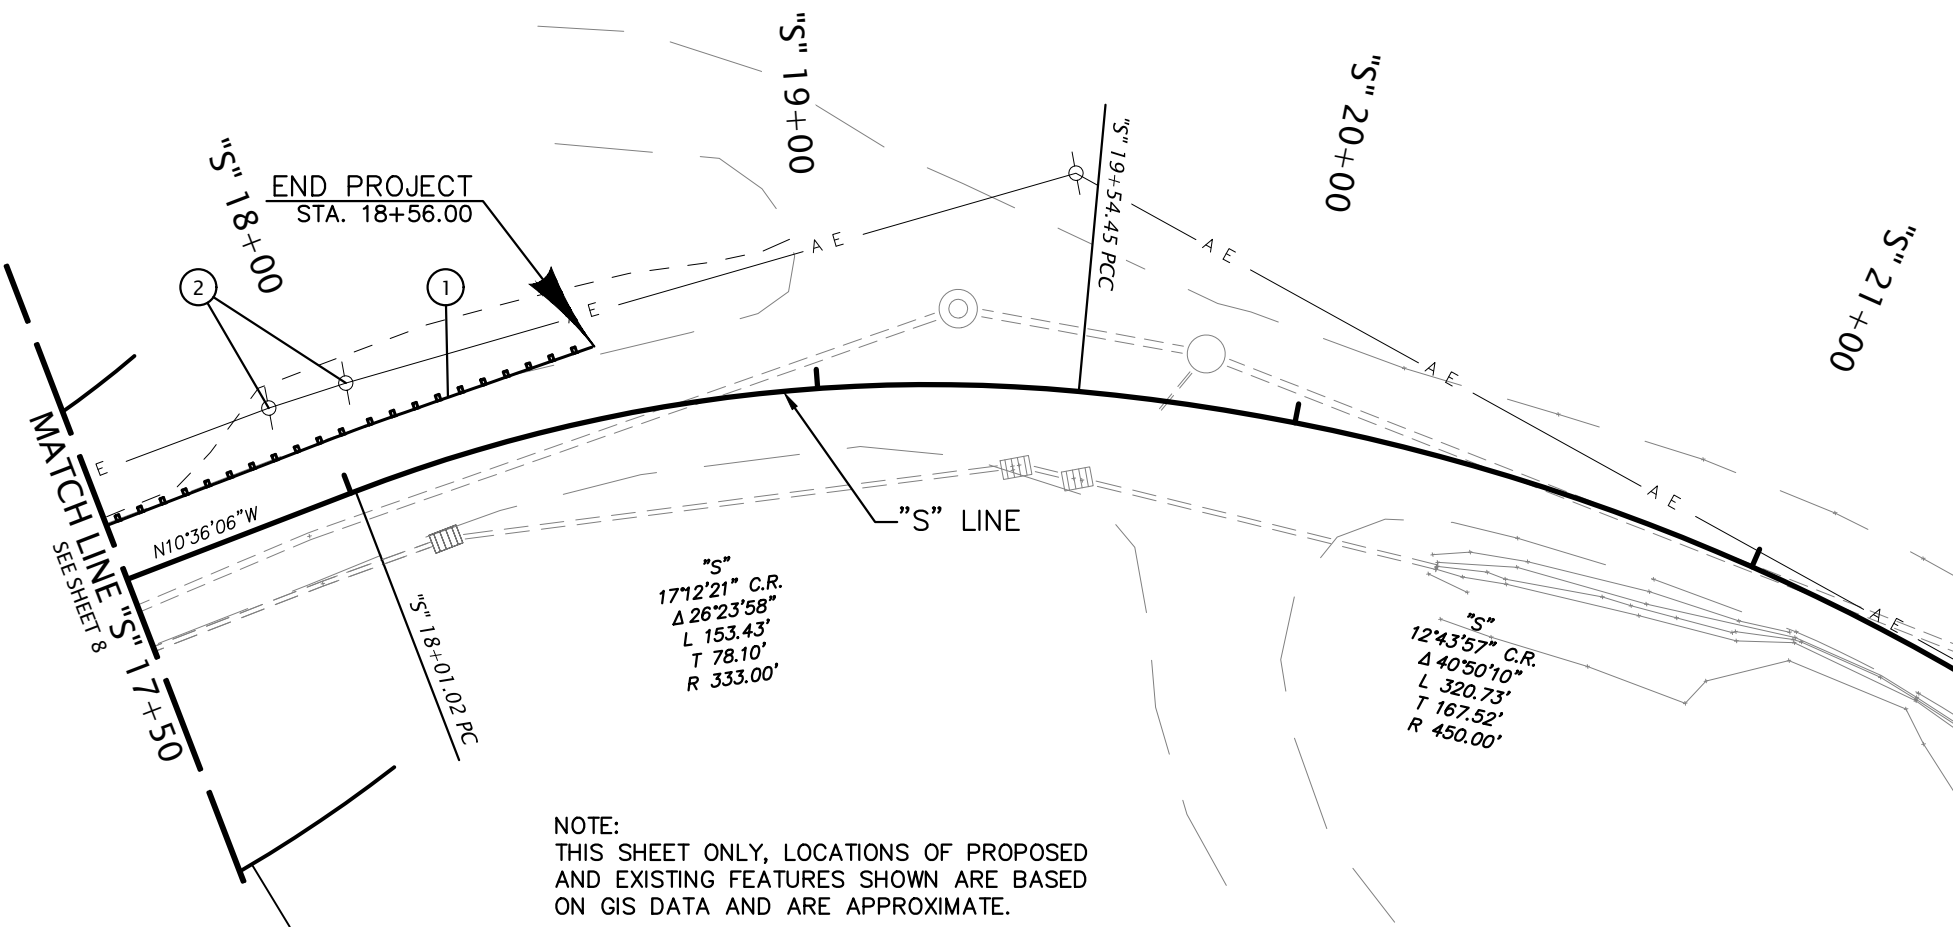 "S" 18+00
END PROJECT
STA. 18+56.00
"S" 19+00
"S" 19+54.45 PCC
"S" 20+00
"S" 21+00
2
1
E
E
A E
A E
A E
A E
A E
MATCH LINE "S" 17+50
SEE SHEET 8
N10°36'06"W
"S" 18+01.02 PC
"S" LINE
"S"
17°12'21" C.R.
Δ 26°23'58"
L 153.43'
T 78.10'
R 333.00'
"S"
12°43'57" C.R.
Δ 40°50'10"
L 320.73'
T 167.52'
R 450.00'
NOTE:
THIS SHEET ONLY, LOCATIONS OF PROPOSED
AND EXISTING FEATURES SHOWN ARE BASED
ON GIS DATA AND ARE APPROXIMATE.